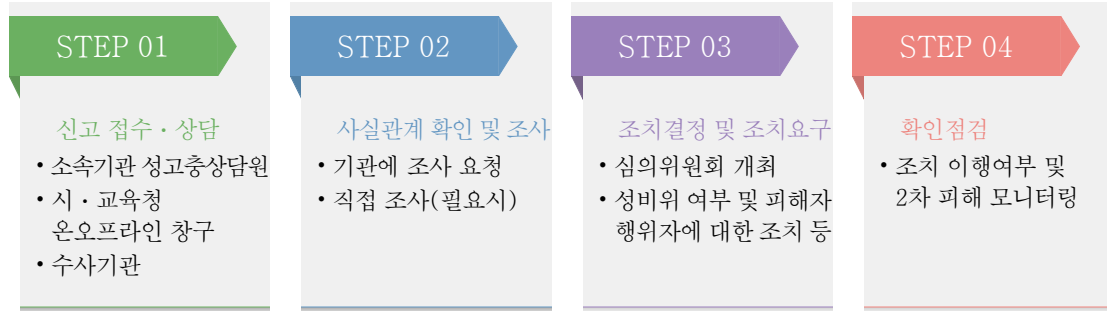 STEP 01
신고 접수・상담
• 소속기관 성고충상담원
• 시・교육청
온오프라인 창구
• 수사기관
STEP 02
사실관계 확인 및 조사
• 기관에 조사 요청
• 직접 조사(필요시)
STEP 03
조치결정 및 조치요구
• 심의위원회 개최
• 성비위 여부 및 피해자
행위자에 대한 조치 등
STEP 04
확인점검
• 조치 이행여부 및
2차 피해 모니터링